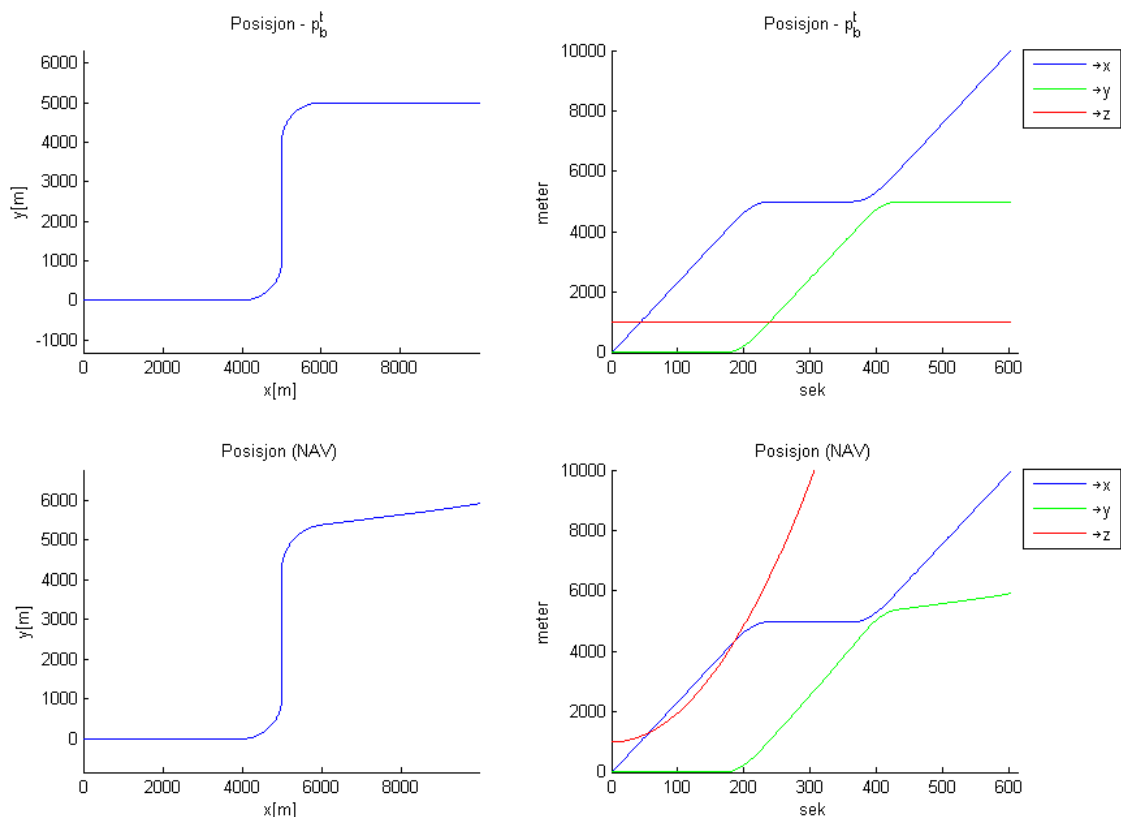 Posisjon - p_b^t
6000
5000
4000
3000
2000
1000
0
-1000
y[m]
0 2000 4000 6000 8000
x[m]
Posisjon - p_b^t
10000
8000
6000
4000
2000
0
meter
0 100 200 300 400 500 600
sek
→x
→y
→z
Posisjon (NAV)
6000
5000
4000
3000
2000
1000
0
y[m]
0 2000 4000 6000 8000
x[m]
Posisjon (NAV)
10000
8000
6000
4000
2000
0
meter
0 100 200 300 400 500 600
sek
→x
→y
→z